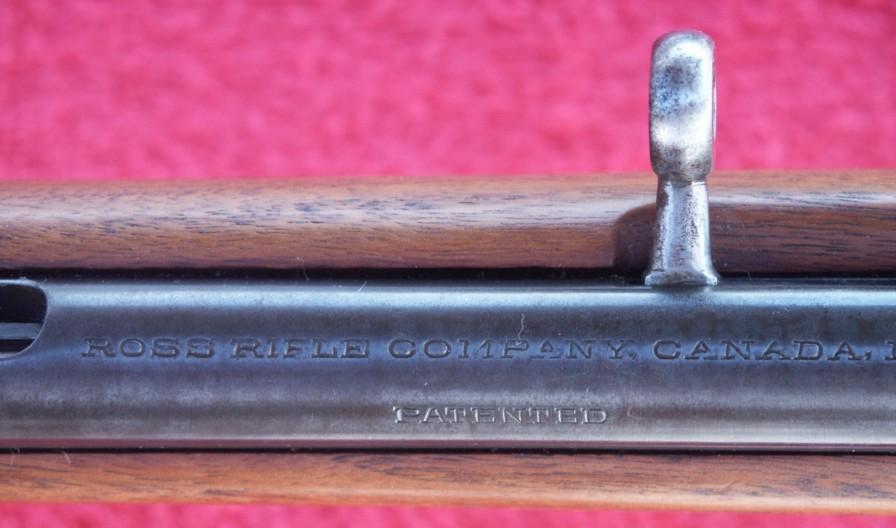 ROSS RIFLE COMPANY, CANADA,
PATENTED